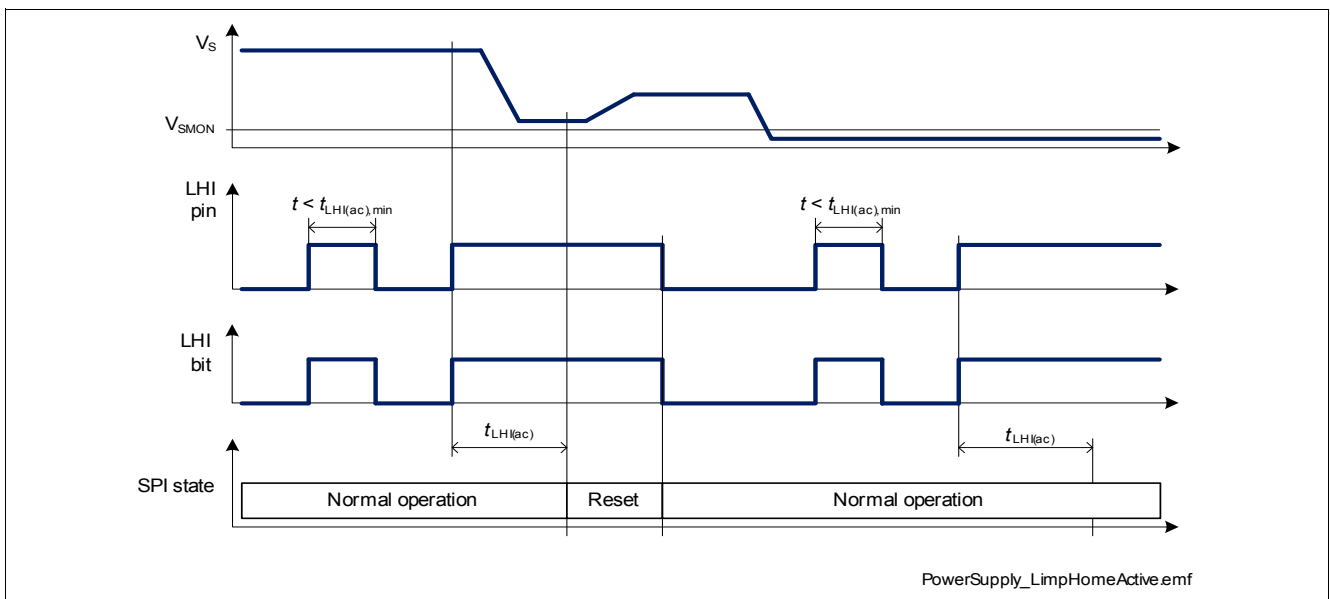 VS
VSMON
LHI
pin
t < tLHI(ac),min
t < tLHI(ac),min
LHI
bit
tLHI(ac)
tLHI(ac)
SPI state
Normal operation
Reset
Normal operation
PowerSupply_LimpHomeActive.emf